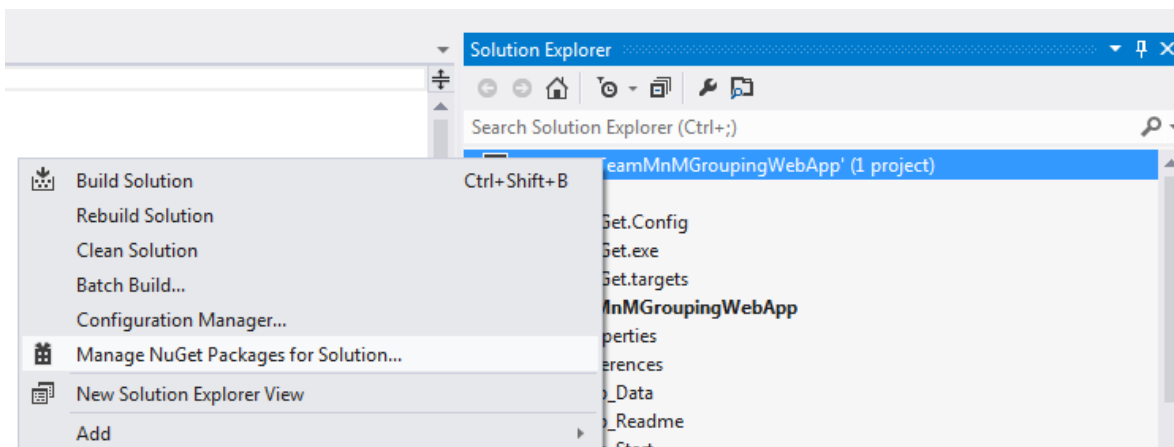 Solution Explorer
Search Solution Explorer (Ctrl+;)
eamMnMGroupingWebApp' (1 project)
Build Solution Ctrl+Shift+B
Rebuild Solution
Clean Solution
Batch Build...
Configuration Manager...
Manage NuGet Packages for Solution...
New Solution Explorer View
Add
Get.Config
Get.exe
Get.targets
MnMGroupingWebApp
perties
erences
_Data
_Readme